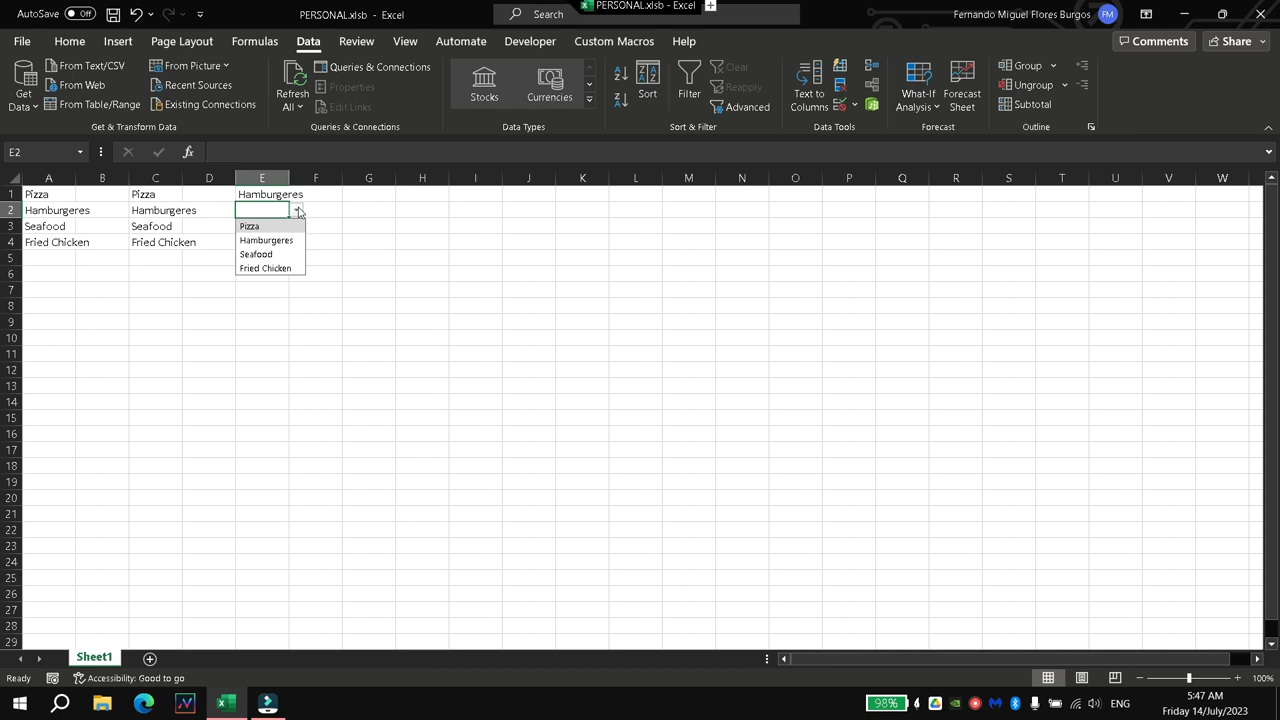 PERSONAL.xlsb - Excel
AutoSave Off PERSONAL.xlsb - Excel Search Fernando Miguel Flores Burgos FM
File Home Insert Page Layout Formulas Data Review View Automate Developer Custom Macros Help Comments Share
From Text/CSV From Picture Recent Sources
From Web
From Table/Range Existing Connections
Get Data
Get & Transform Data
Refresh All
Queries & Connections
Properties
Edit Links
Queries & Connections
Stocks Currencies
Data Types
Sort Filter
Clear
Reapply
Advanced
Sort & Filter
Text to Columns
Data Tools
What-If Analysis
Forecast Sheet
Forecast
Group
Ungroup
Subtotal
Outline
E2 fx
A B C D E F G H I J K L M N O P Q R S T U V W
1 Pizza Pizza Hamburgeres
2 Hamburgeres Hamburgeres
3 Seafood Seafood
4 Fried Chicken Fried Chicken
Pizza
Hamburgeres
Seafood
Fried Chicken
5
6
7
8
9
10
11
12
13
14
15
16
17
18
19
20
21
22
23
24
25
26
27
28
29
Sheet1
Ready Accessibility: Good to go 100%
98% ENG 5:47 AM
Friday 14/July/2023